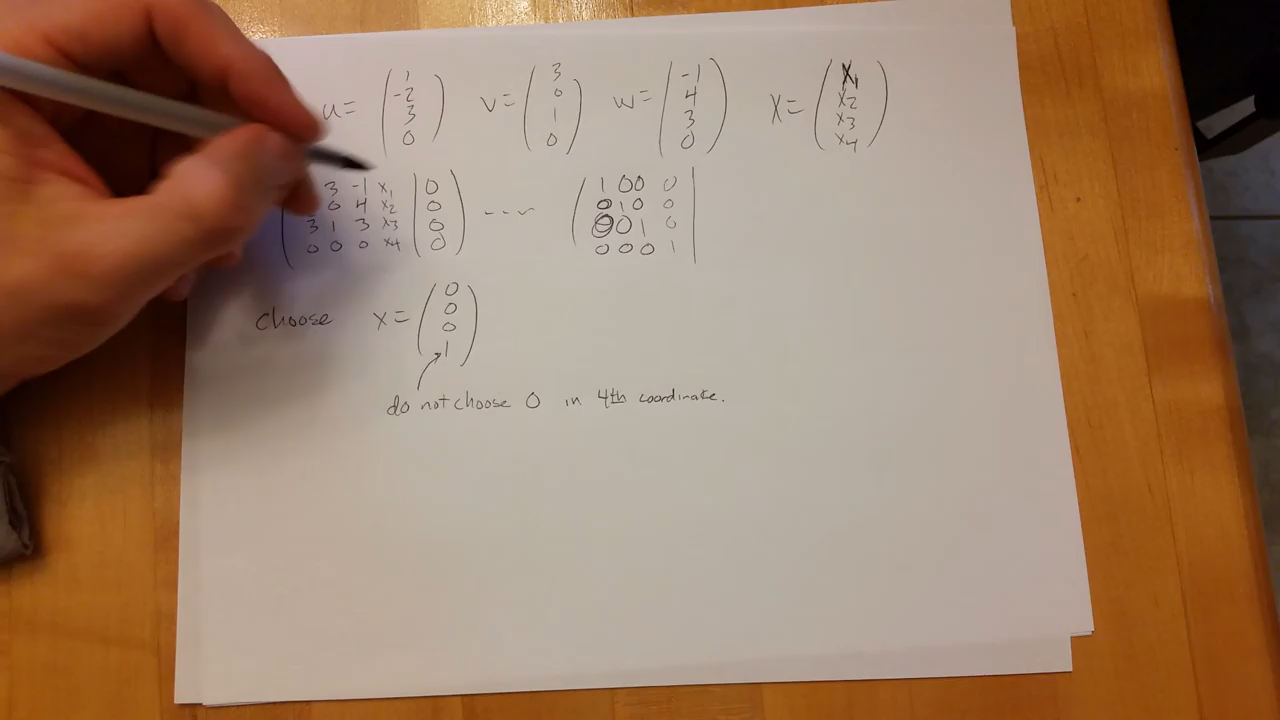 u = ( 1 -2 3 0 ) v = ( 3 0 1 0 ) w = ( -1 4 3 0 ) X = ( x1 x2 x3 x4 )
3 -1 x1 | 0
0 4 x2 | 0
3 1 3 x3 | 0
0 0 0 x4 | 0
---
1 0 0 0
0 1 0 0
0 0 1 0
0 0 0 1
choose x = ( 0 0 0 1 )
do not choose 0 in 4th coordinate.